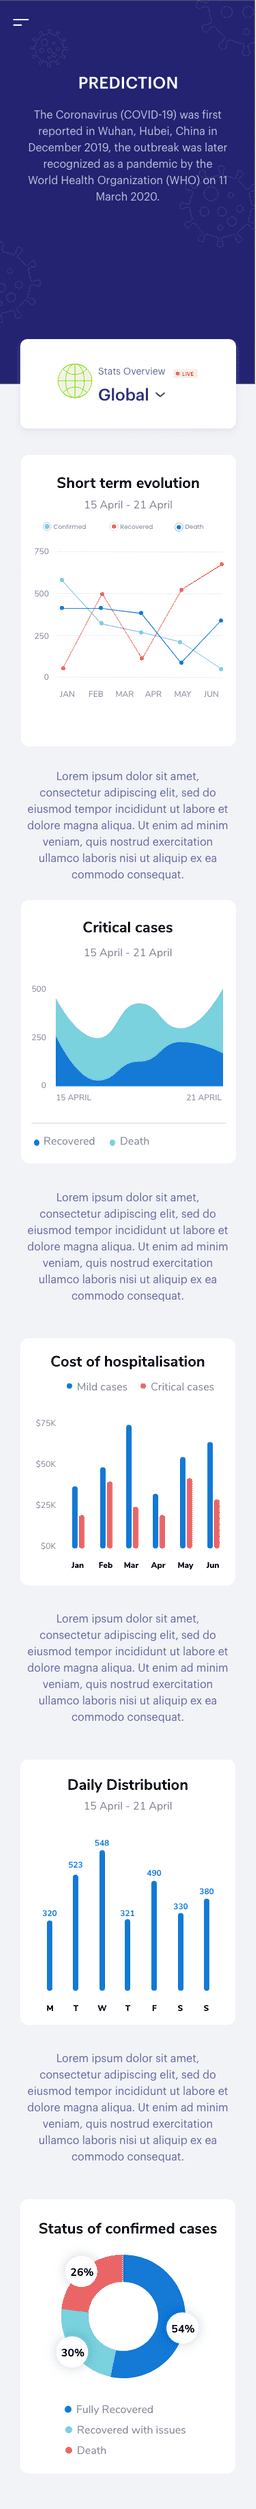 PREDICTION
The Coronavirus (COVID-19) was first
reported in Wuhan, Hubei, China in
December 2019, the outbreak was later
recognized as a pandemic by the
World Health Organization (WHO) on 11
March 2020.
Stats Overview
LIVE
Global
Short term evolution
15 April - 21 April
Confirmed Recovered Death
750
500
250
0
JAN FEB MAR APR MAY JUN
Lorem ipsum dolor sit amet,
consectetur adipiscing elit, sed do
eiusmod tempor incididunt ut labore et
dolore magna aliqua. Ut enim ad minim
veniam, quis nostrud exercitation
ullamco laboris nisi ut aliquip ex ea
commodo consequat.
Critical cases
15 April - 21 April
500
250
0
15 APRIL 21 APRIL
Recovered Death
Lorem ipsum dolor sit amet,
consectetur adipiscing elit, sed do
eiusmod tempor incididunt ut labore et
dolore magna aliqua. Ut enim ad minim
veniam, quis nostrud exercitation
ullamco laboris nisi ut aliquip ex ea
commodo consequat.
Cost of hospitalisation
Mild cases Critical cases
$75K
$50K
$25K
$0K
Jan Feb Mar Apr May Jun
Lorem ipsum dolor sit amet,
consectetur adipiscing elit, sed do
eiusmod tempor incididunt ut labore et
dolore magna aliqua. Ut enim ad minim
veniam, quis nostrud exercitation
ullamco laboris nisi ut aliquip ex ea
commodo consequat.
Daily Distribution
15 April - 21 April
320 523 548 321 490 330 380
M T W T F S S
Lorem ipsum dolor sit amet,
consectetur adipiscing elit, sed do
eiusmod tempor incididunt ut labore et
dolore magna aliqua. Ut enim ad minim
veniam, quis nostrud exercitation
ullamco laboris nisi ut aliquip ex ea
commodo consequat.
Status of confirmed cases
26%
54%
30%
Fully Recovered
Recovered with issues
Death